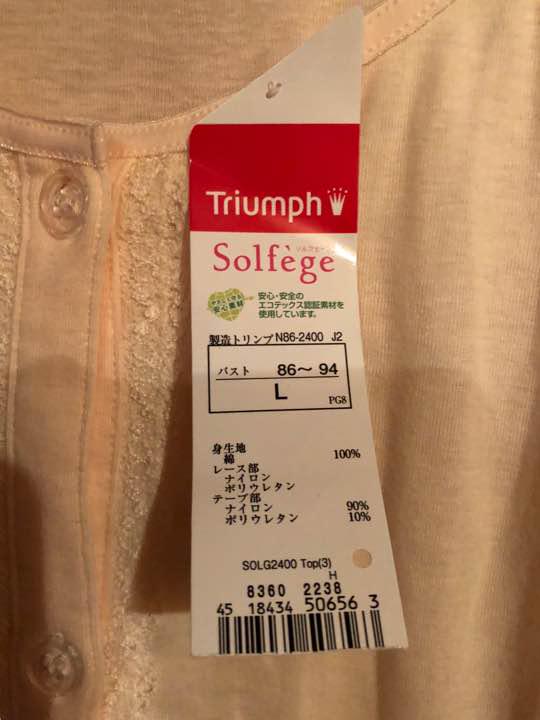 Triumph
ソルフェージュ
Solfège
安心素材
安心・安全の
エコテックス認証素材を
使用しています。
製造トリンプ N86-2400 J2
バスト 86～94
L
PG8
身生地
綿 100%
レース部
ナイロン
ポリウレタン
テープ部
ナイロン 90%
ポリウレタン 10%
SOLG2400 Top(3)
H
8360 2238
45 18434 50656 3